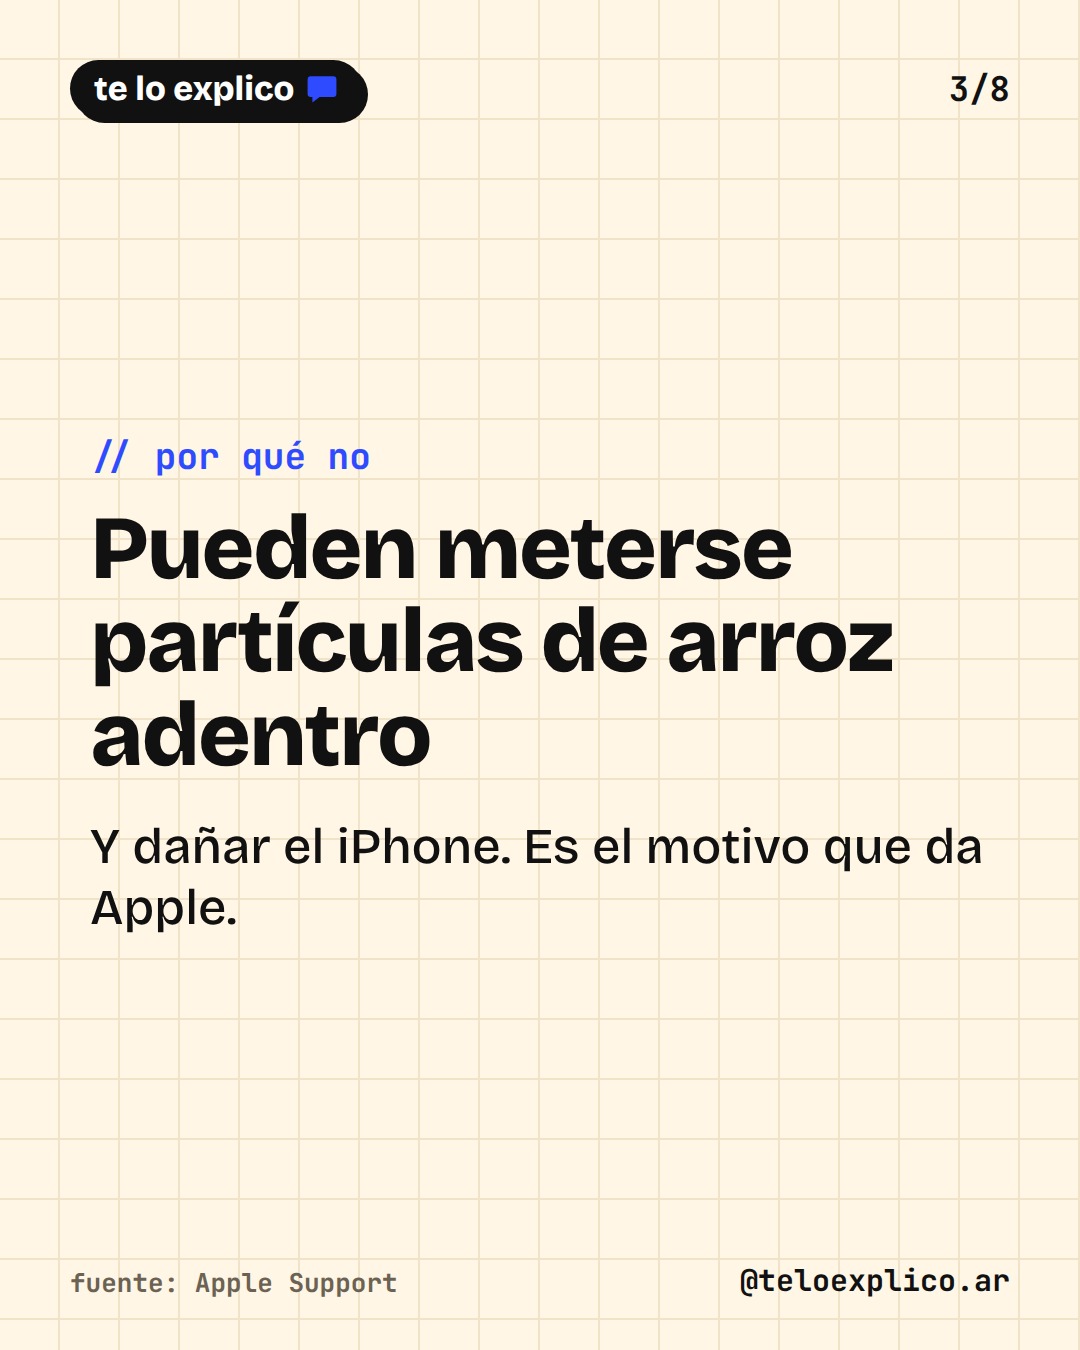 te lo explico
3/8
// por qué no
Pueden meterse
partículas de arroz
adentro
Y dañar el iPhone. Es el motivo que da
Apple.
fuente: Apple Support
@teloexplico.ar